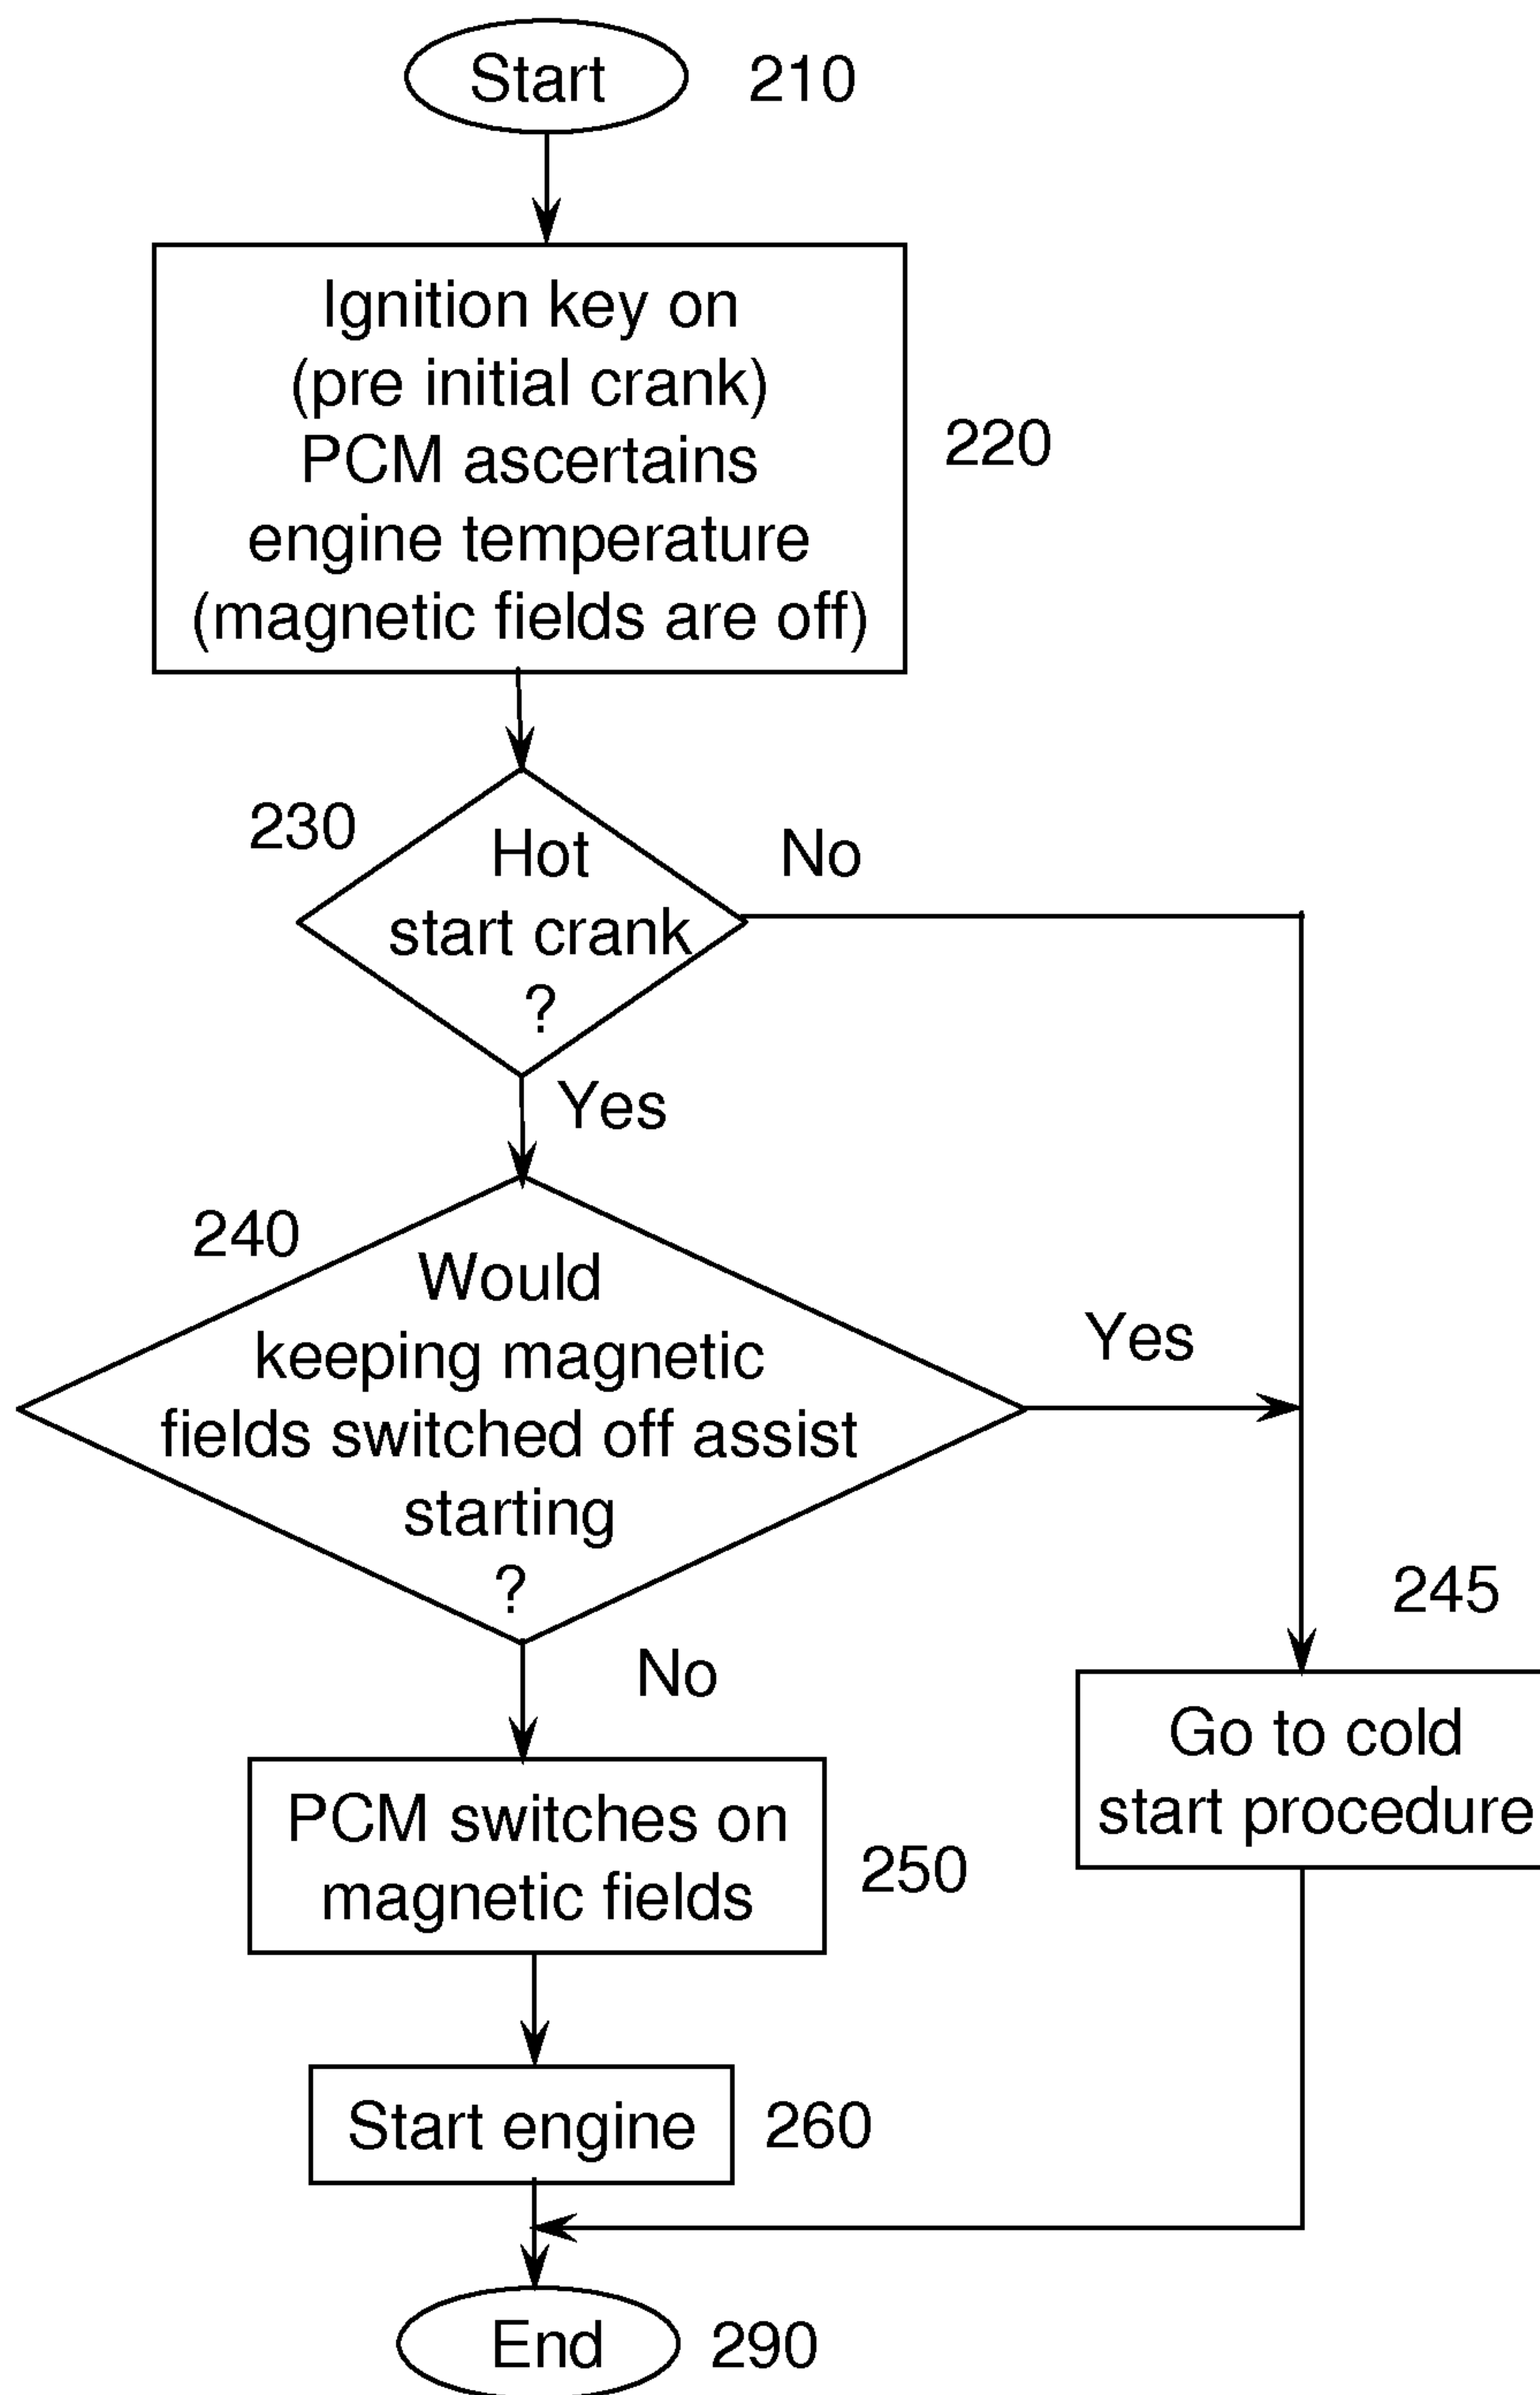 Start
210
Ignition key on
(pre initial crank)
PCM ascertains
engine temperature
(magnetic fields are off)
220
230
Hot
start crank
?
No
Yes
240
Would
keeping magnetic
fields switched off assist
starting
?
Yes
No
245
Go to cold
start procedure
PCM switches on
magnetic fields
250
Start engine
260
End
290